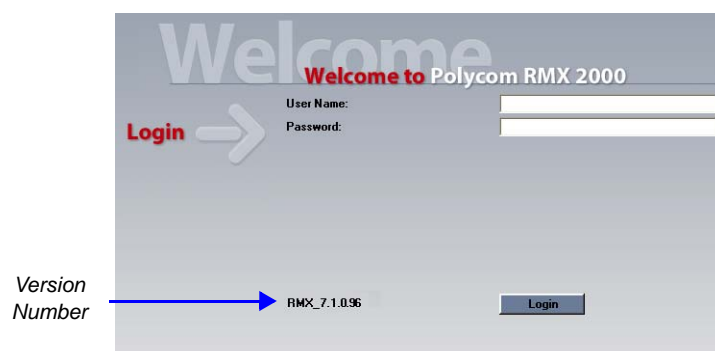 Welcome
Welcome to Polycom RMX 2000
User Name:
Login
Password:
Version
Number
RMX_7.1.0.96
Login